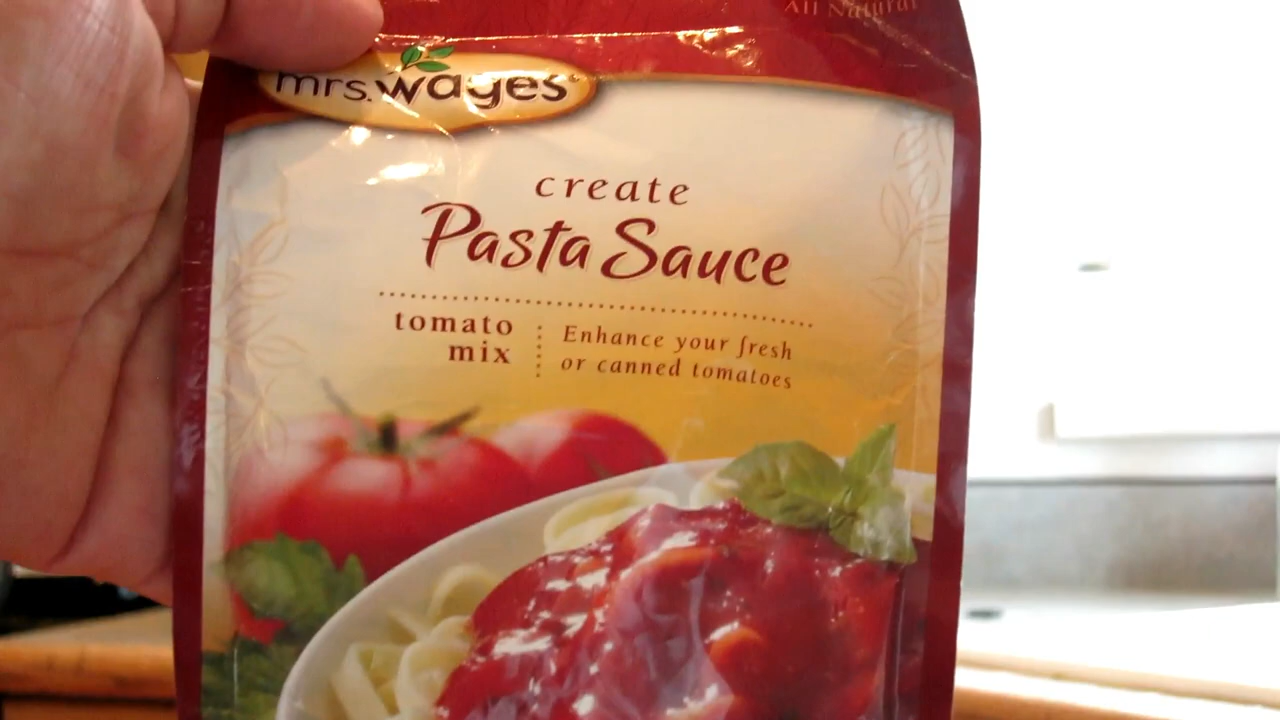 All Natural
mrs. wages®
create
Pasta Sauce
tomato
mix
Enhance your fresh
or canned tomatoes